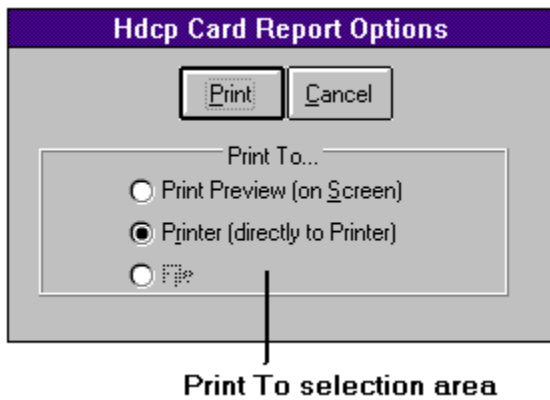 Hdcp Card Report Options
Print Cancel
Print To...
Print Preview (on Screen)
Printer (directly to Printer)
File
Print To selection area